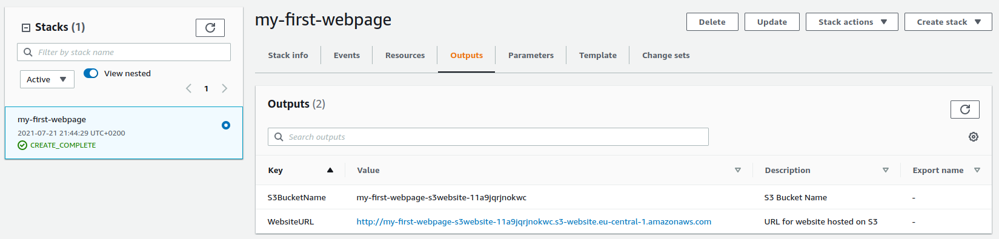 Stacks (1)
Filter by stack name
Active
View nested
1
my-first-webpage
2021-07-21 21:44:29 UTC+0200
CREATE_COMPLETE
my-first-webpage
Delete
Update
Stack actions
Create stack
Stack info
Events
Resources
Outputs
Parameters
Template
Change sets
Outputs (2)
Search outputs
Key Value Description Export name
S3BucketName my-first-webpage-s3website-11a9jqrjnokwc S3 Bucket Name -
WebsiteURL http://my-first-webpage-s3website-11a9jqrjnokwc.s3-website.eu-central-1.amazonaws.com URL for website hosted on S3 -